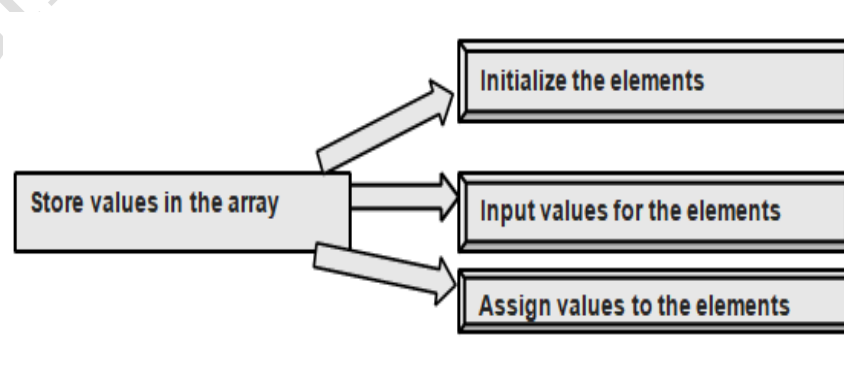 Initialize the elements
Store values in the array
Input values for the elements
Assign values to the elements